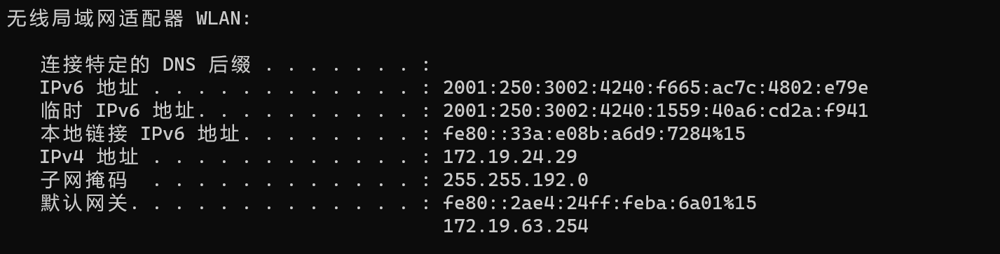 无线局域网适配器 WLAN:
连接特定的 DNS 后缀 . . . . . . . :
IPv6 地址 . . . . . . . . . . . . : 2001:250:3002:4240:f665:ac7c:4802:e79e
临时 IPv6 地址. . . . . . . . . . : 2001:250:3002:4240:1559:40a6:cd2a:f941
本地链接 IPv6 地址. . . . . . . . : fe80::33a:e08b:a6d9:7284%15
IPv4 地址 . . . . . . . . . . . . : 172.19.24.29
子网掩码  . . . . . . . . . . . . : 255.255.192.0
默认网关. . . . . . . . . . . . . : fe80::2ae4:24ff:feba:6a01%15
172.19.63.254